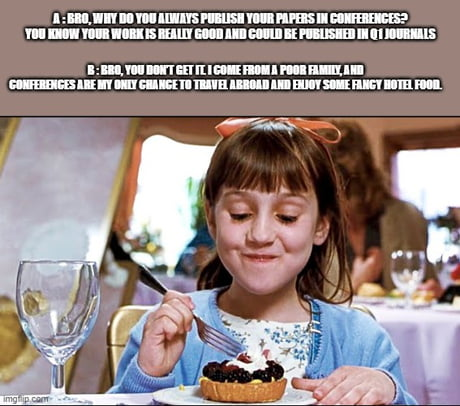 A : BRO, WHY DO YOU ALWAYS PUBLISH YOUR PAPERS IN CONFERENCES?
YOU KNOW YOUR WORK IS REALLY GOOD AND COULD BE PUBLISHED IN Q1 JOURNALS
B : BRO, YOU DON'T GET IT. I COME FROM A POOR FAMILY, AND
CONFERENCES ARE MY ONLY CHANCE TO TRAVEL ABROAD AND ENJOY SOME FANCY HOTEL FOOD.
imgflip.com